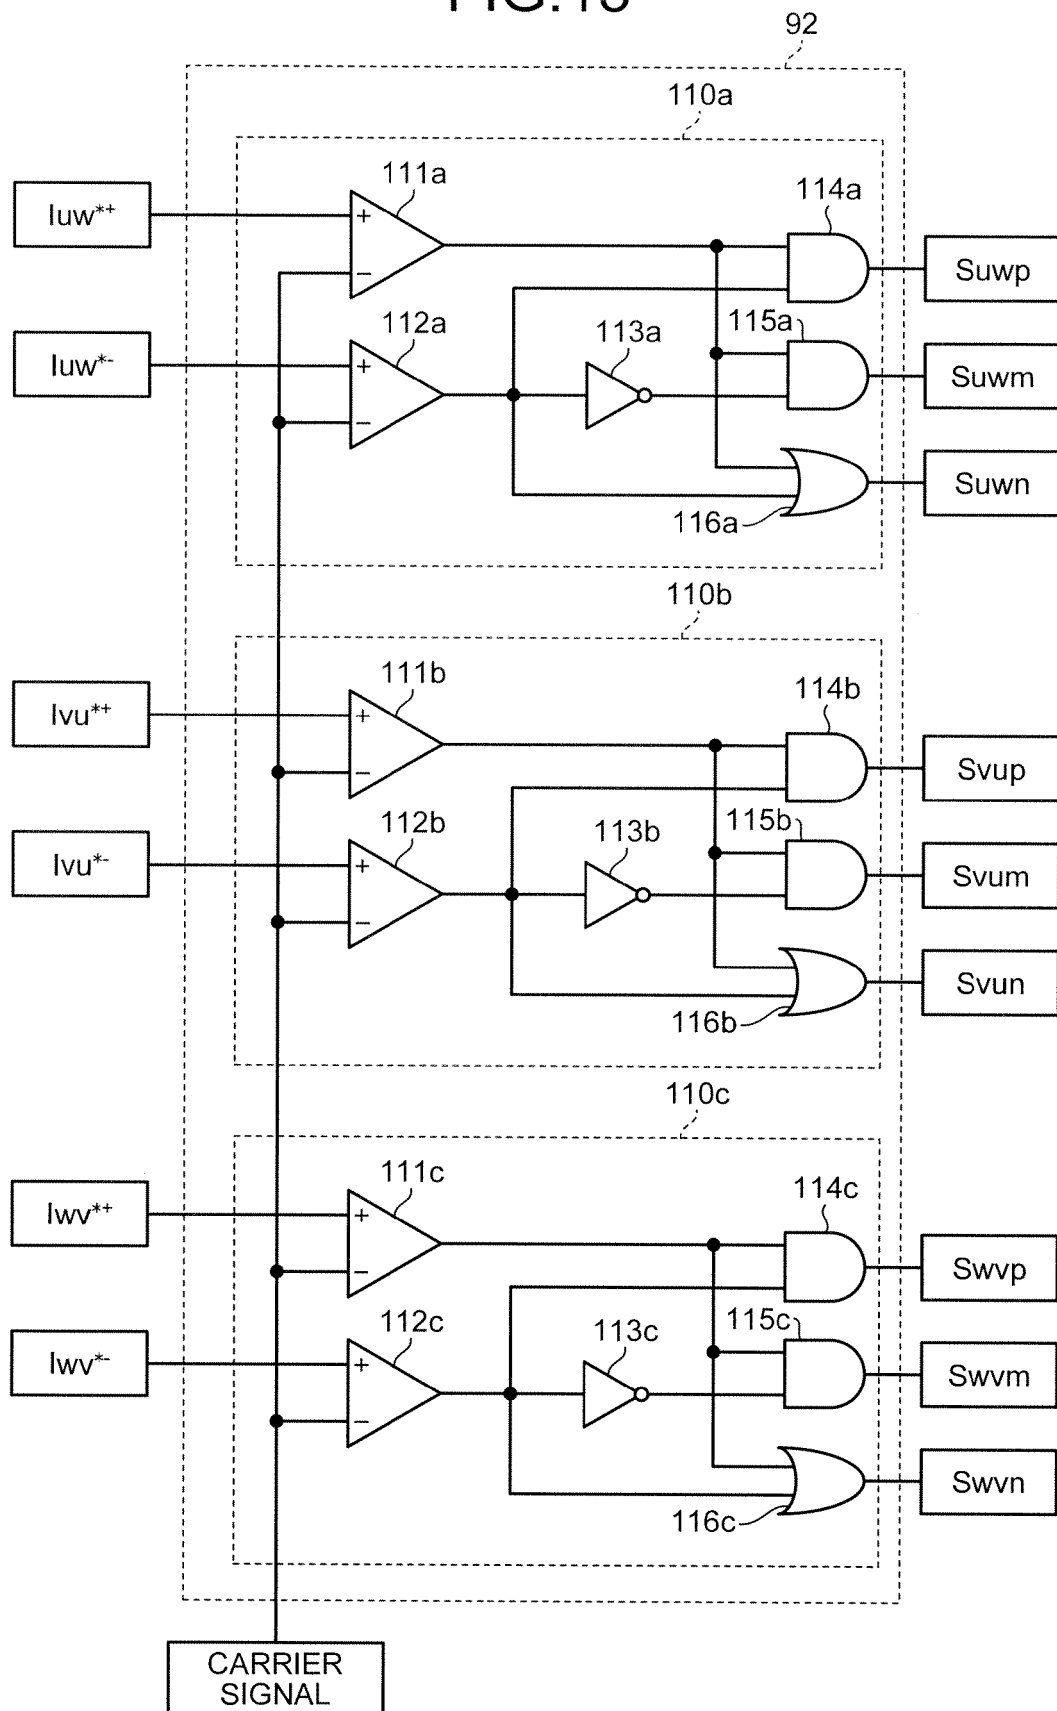 92
110a
111a
Iuw*+
+
−
114a
Suwp
112a
Iuw*-
+
−
113a
115a
Suwm
116a
Suwn
110b
111b
Ivu*+
+
−
114b
Svup
112b
Ivu*-
+
−
113b
115b
Svum
116b
Svun
110c
111c
Iwv*+
+
−
114c
Swvp
112c
Iwv*-
+
−
113c
115c
Swvm
116c
Swvn
CARRIER
SIGNAL